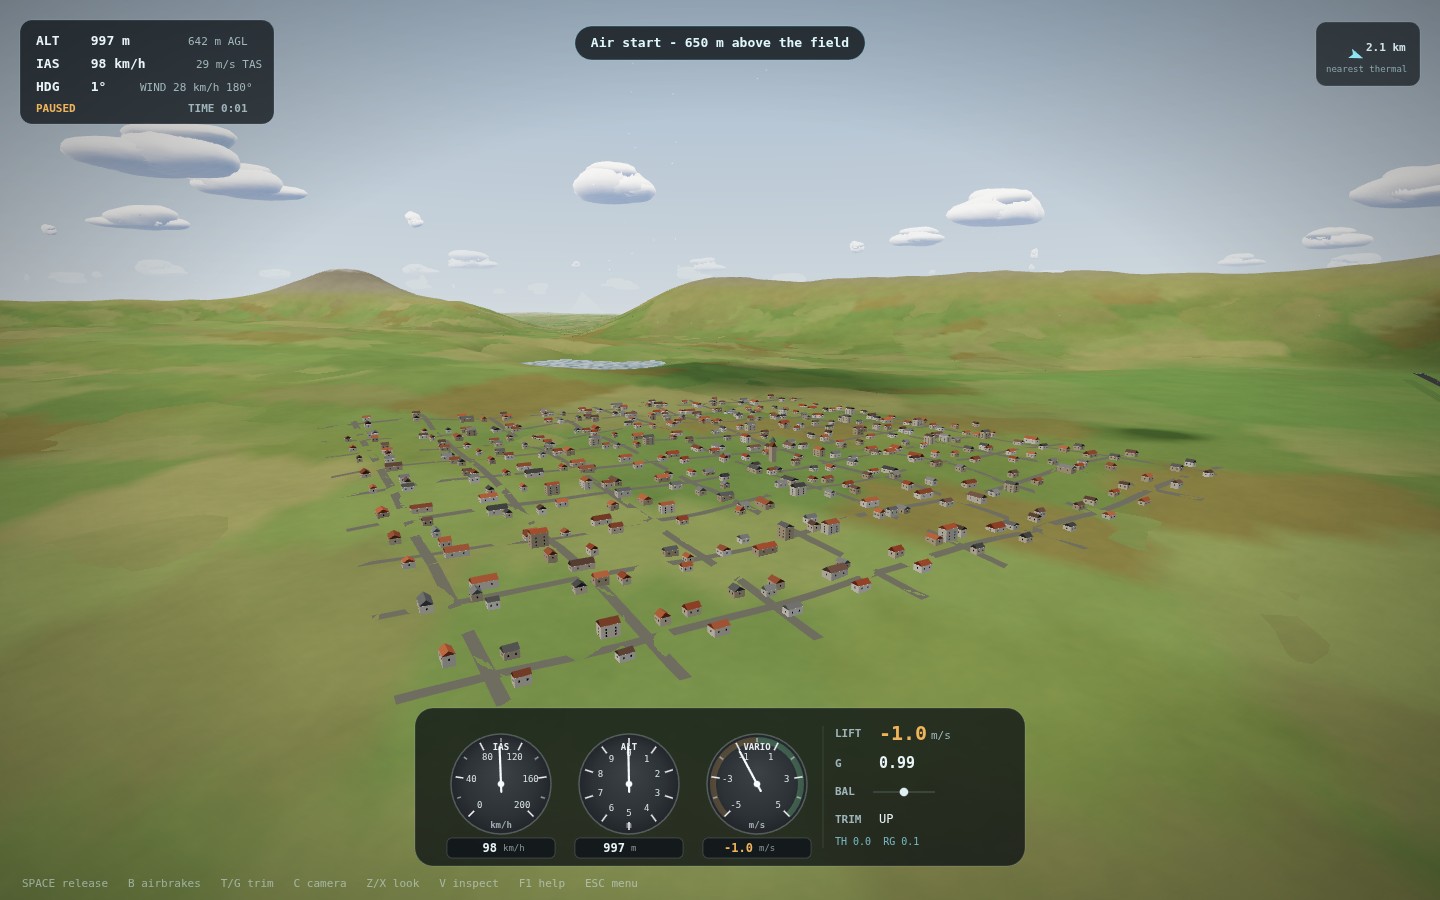 ALT 997 m 642 m AGL
IAS 98 km/h 29 m/s TAS
HDG 1° WIND 28 km/h 180°
PAUSED TIME 0:01
Air start - 650 m above the field
2.1 km
nearest thermal
IAS
80 120
40 160
0 200
km/h
98 km/h
ALT
9 1
8 2
7 3
6 4
5
997 m
VARIO
1
-3 3
-5 5
m/s
-1.0 m/s
LIFT -1.0 m/s
G 0.99
BAL
TRIM UP
TH 0.0 RG 0.1
SPACE release B airbrakes T/G trim C camera Z/X look V inspect F1 help ESC menu